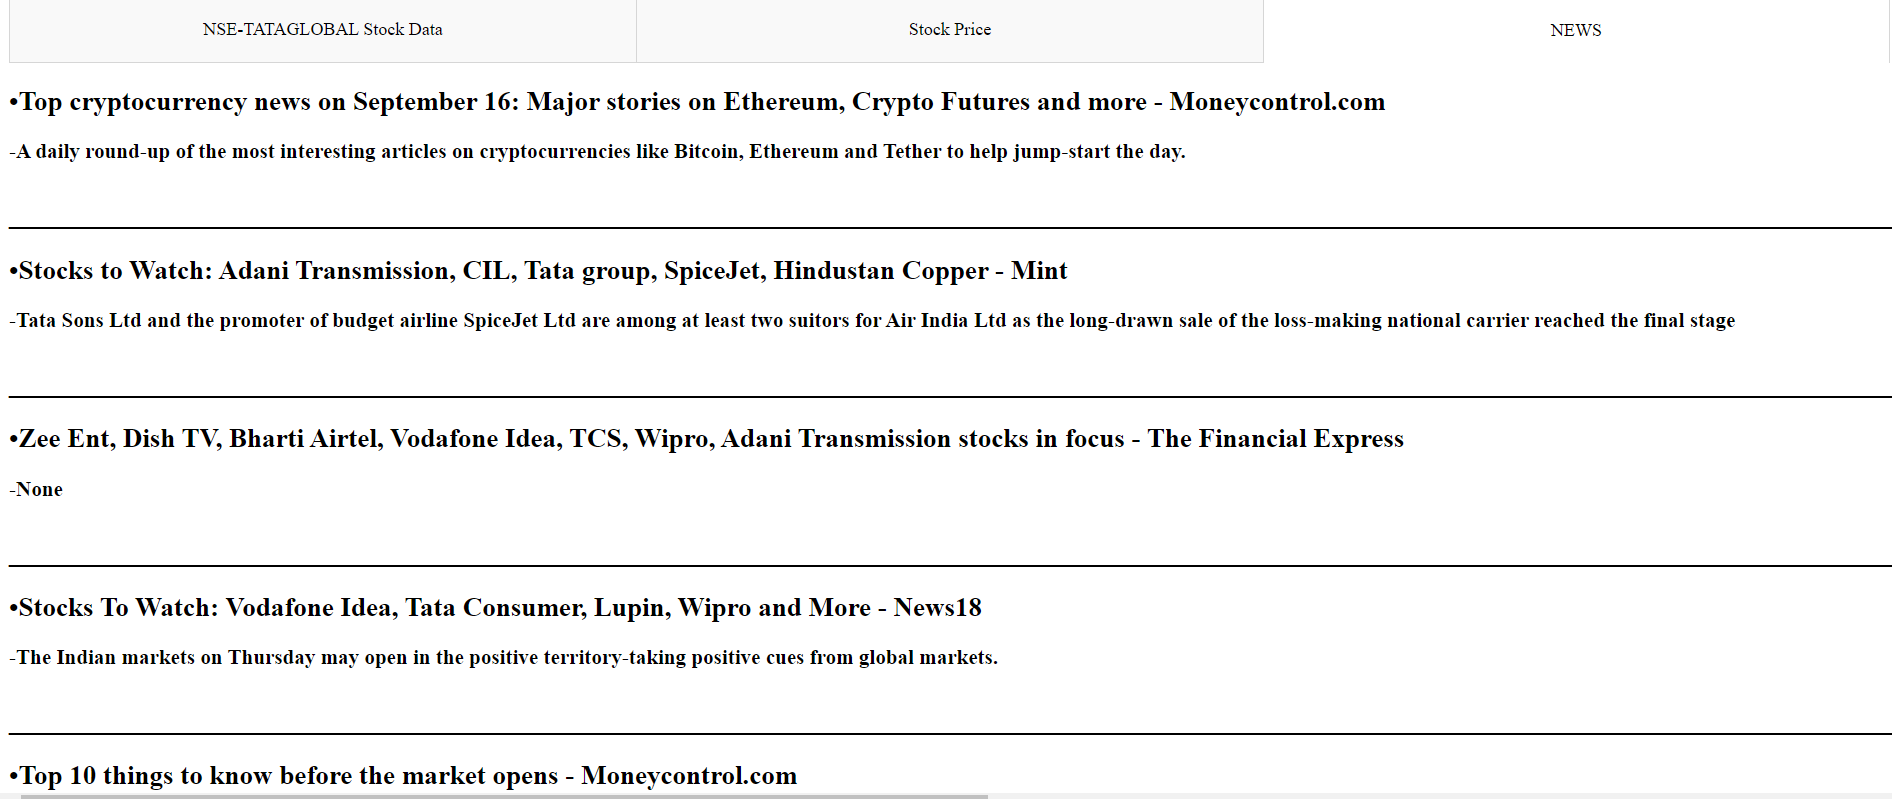 NSE-TATAGLOBAL Stock Data
Stock Price
NEWS
•Top cryptocurrency news on September 16: Major stories on Ethereum, Crypto Futures and more - Moneycontrol.com
-A daily round-up of the most interesting articles on cryptocurrencies like Bitcoin, Ethereum and Tether to help jump-start the day.
•Stocks to Watch: Adani Transmission, CIL, Tata group, SpiceJet, Hindustan Copper - Mint
-Tata Sons Ltd and the promoter of budget airline SpiceJet Ltd are among at least two suitors for Air India Ltd as the long-drawn sale of the loss-making national carrier reached the final stage
•Zee Ent, Dish TV, Bharti Airtel, Vodafone Idea, TCS, Wipro, Adani Transmission stocks in focus - The Financial Express
-None
•Stocks To Watch: Vodafone Idea, Tata Consumer, Lupin, Wipro and More - News18
-The Indian markets on Thursday may open in the positive territory-taking positive cues from global markets.
•Top 10 things to know before the market opens - Moneycontrol.com